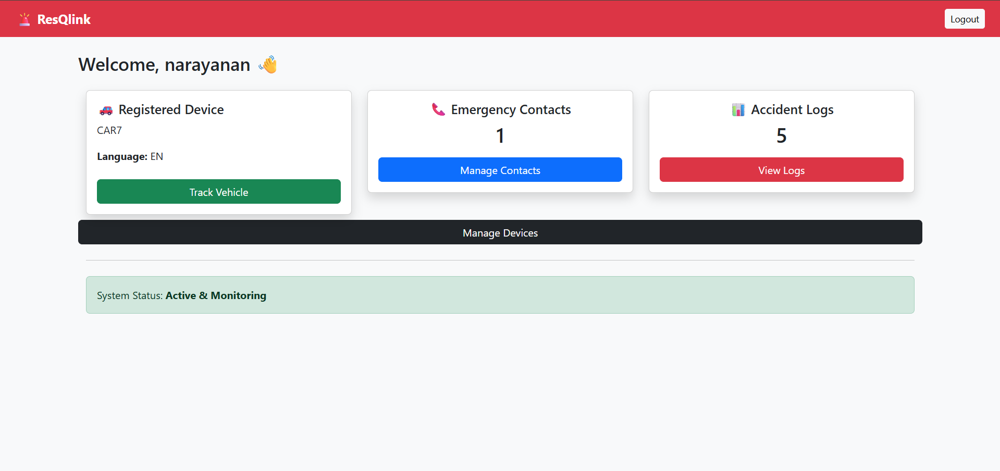 ResQlink
Logout
Welcome, narayanan
Registered Device
CAR7
Language: EN
Track Vehicle
Emergency Contacts
1
Manage Contacts
Accident Logs
5
View Logs
Manage Devices
System Status: Active & Monitoring